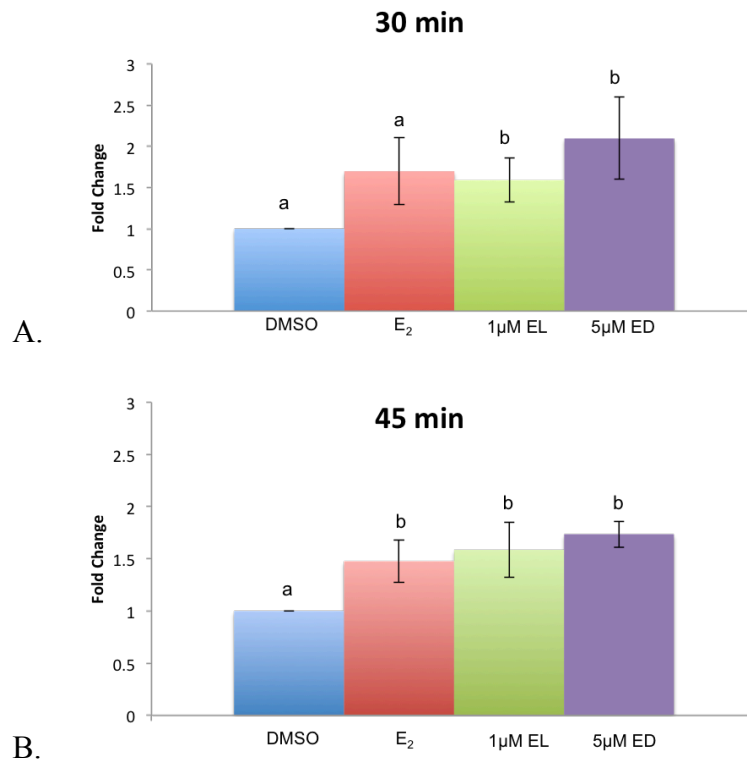 30 min
3
2.5
2
1.5
1
0.5
0
Fold Change
a
a
b
b
DMSO E₂ 1µM EL 5µM ED
A.
45 min
3
2.5
2
1.5
1
0.5
0
Fold Change
a
b
b
b
DMSO E₂ 1µM EL 5µM ED
B.